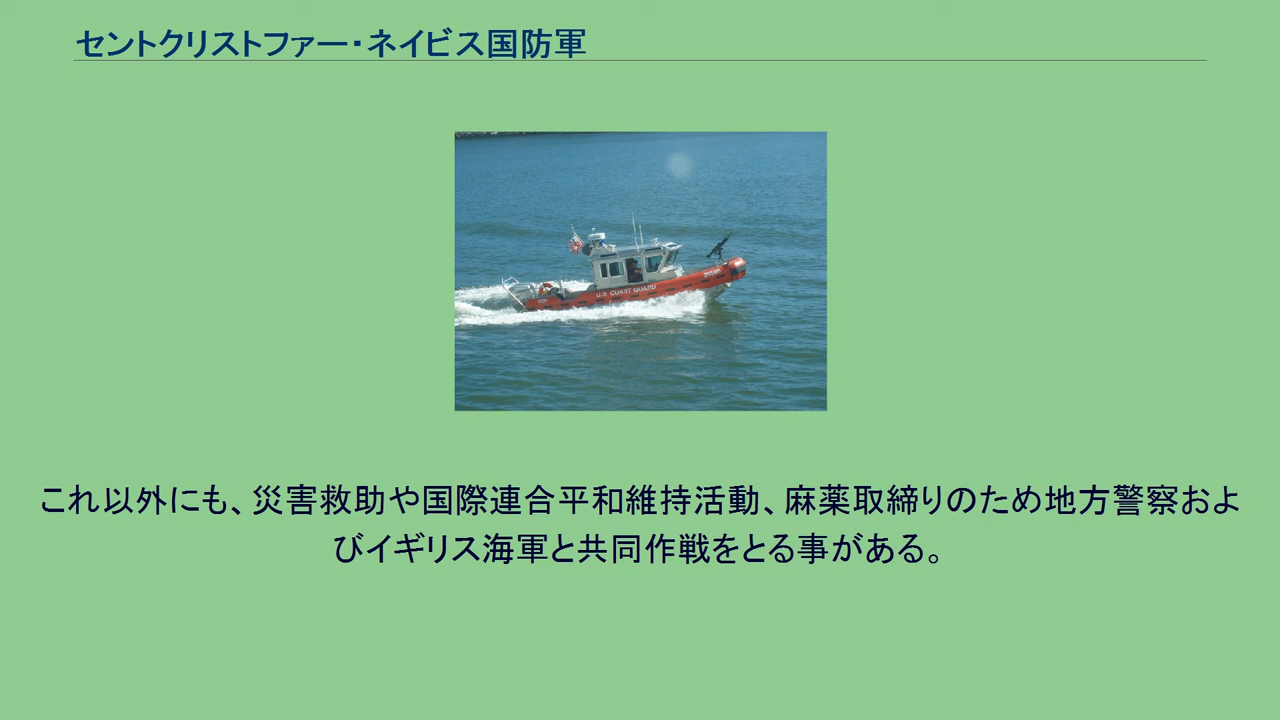 セントクリストファー・ネイビス国防軍
U.S. COAST GUARD
これ以外にも、災害救助や国際連合平和維持活動、麻薬取締りのため地方警察およ
びイギリス海軍と共同作戦をとる事がある。